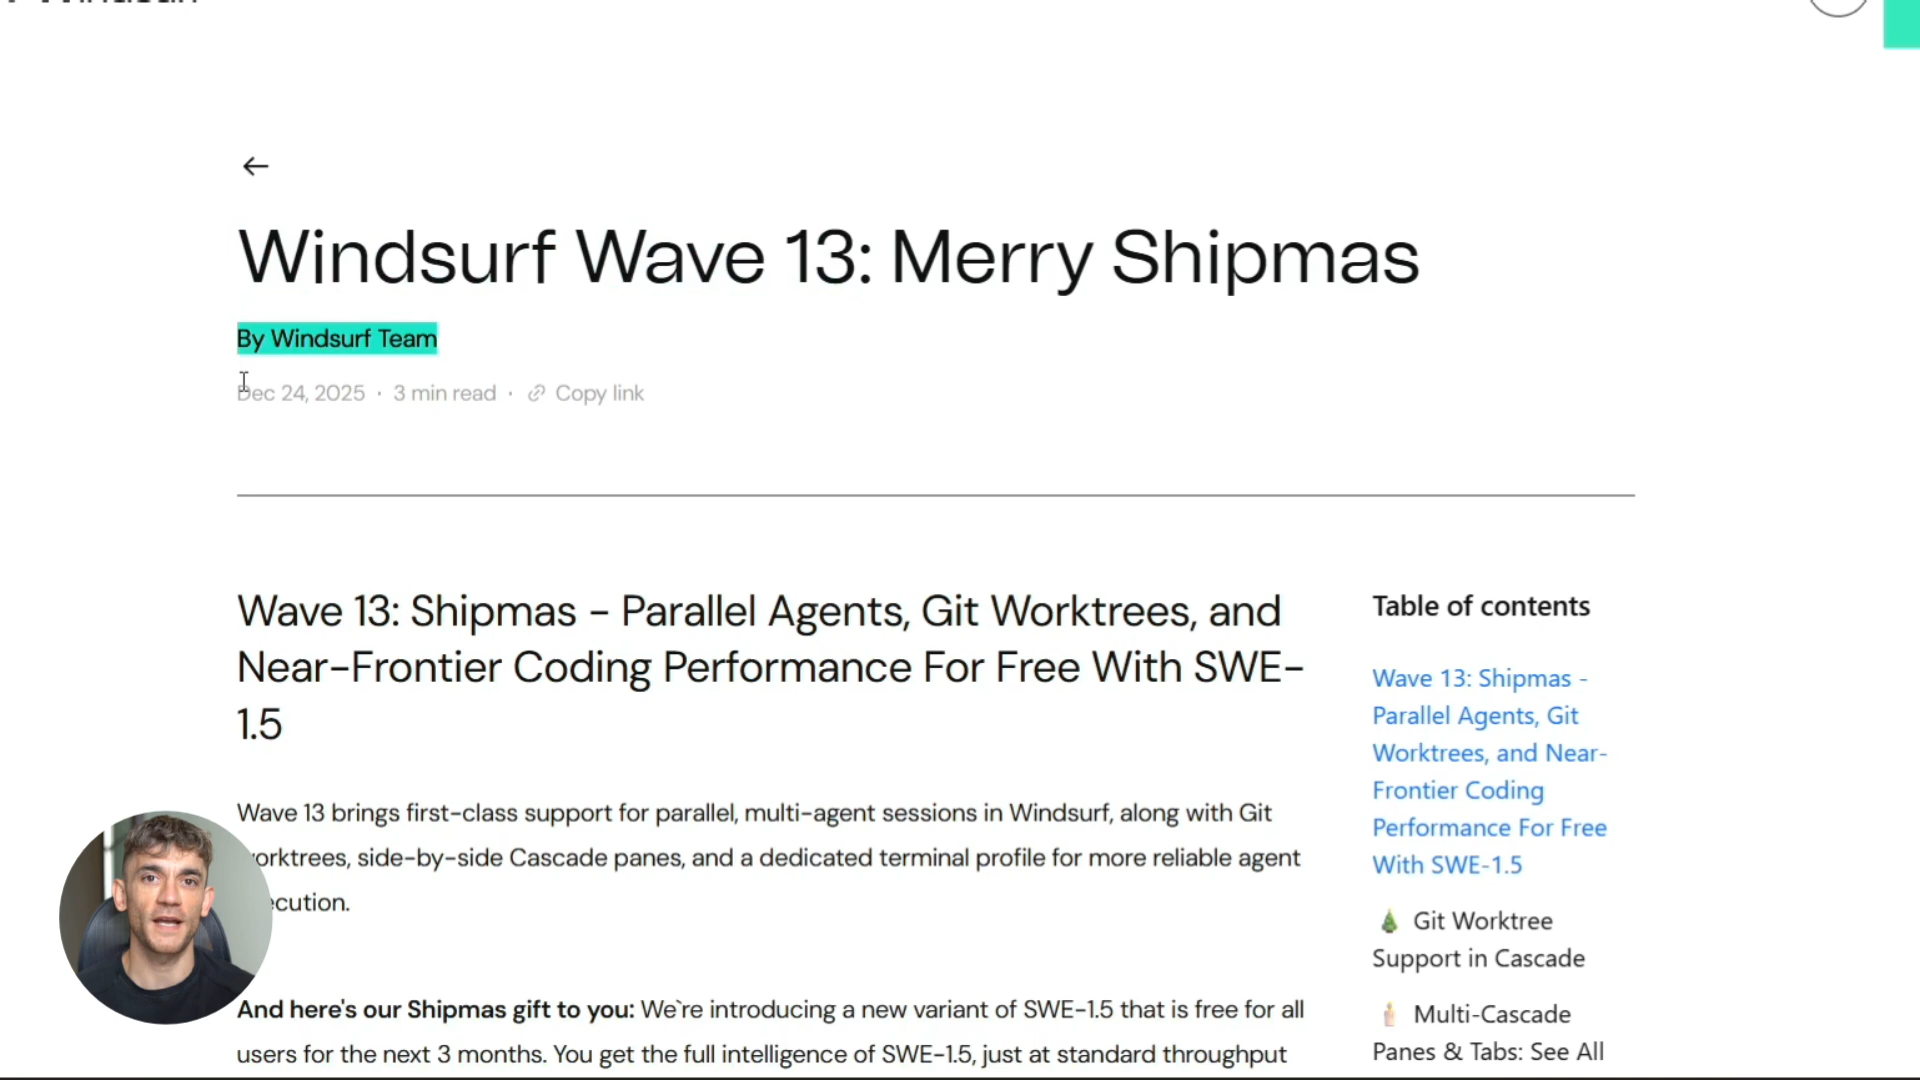 Windsurf Wave 13: Merry Shipmas
By Windsurf Team
Dec 24, 2025 · 3 min read · Copy link
Wave 13: Shipmas - Parallel Agents, Git Worktrees, and
Near-Frontier Coding Performance For Free With SWE-
1.5
Wave 13 brings first-class support for parallel, multi-agent sessions in Windsurf, along with Git
orktrees, side-by-side Cascade panes, and a dedicated terminal profile for more reliable agent
ecution.
And here's our Shipmas gift to you: We`re introducing a new variant of SWE-1.5 that is free for all
users for the next 3 months. You get the full intelligence of SWE-1.5, just at standard throughput
Table of contents
Wave 13: Shipmas -
Parallel Agents, Git
Worktrees, and Near-
Frontier Coding
Performance For Free
With SWE-1.5
🎄 Git Worktree
Support in Cascade
🕯️ Multi-Cascade
Panes & Tabs: See All